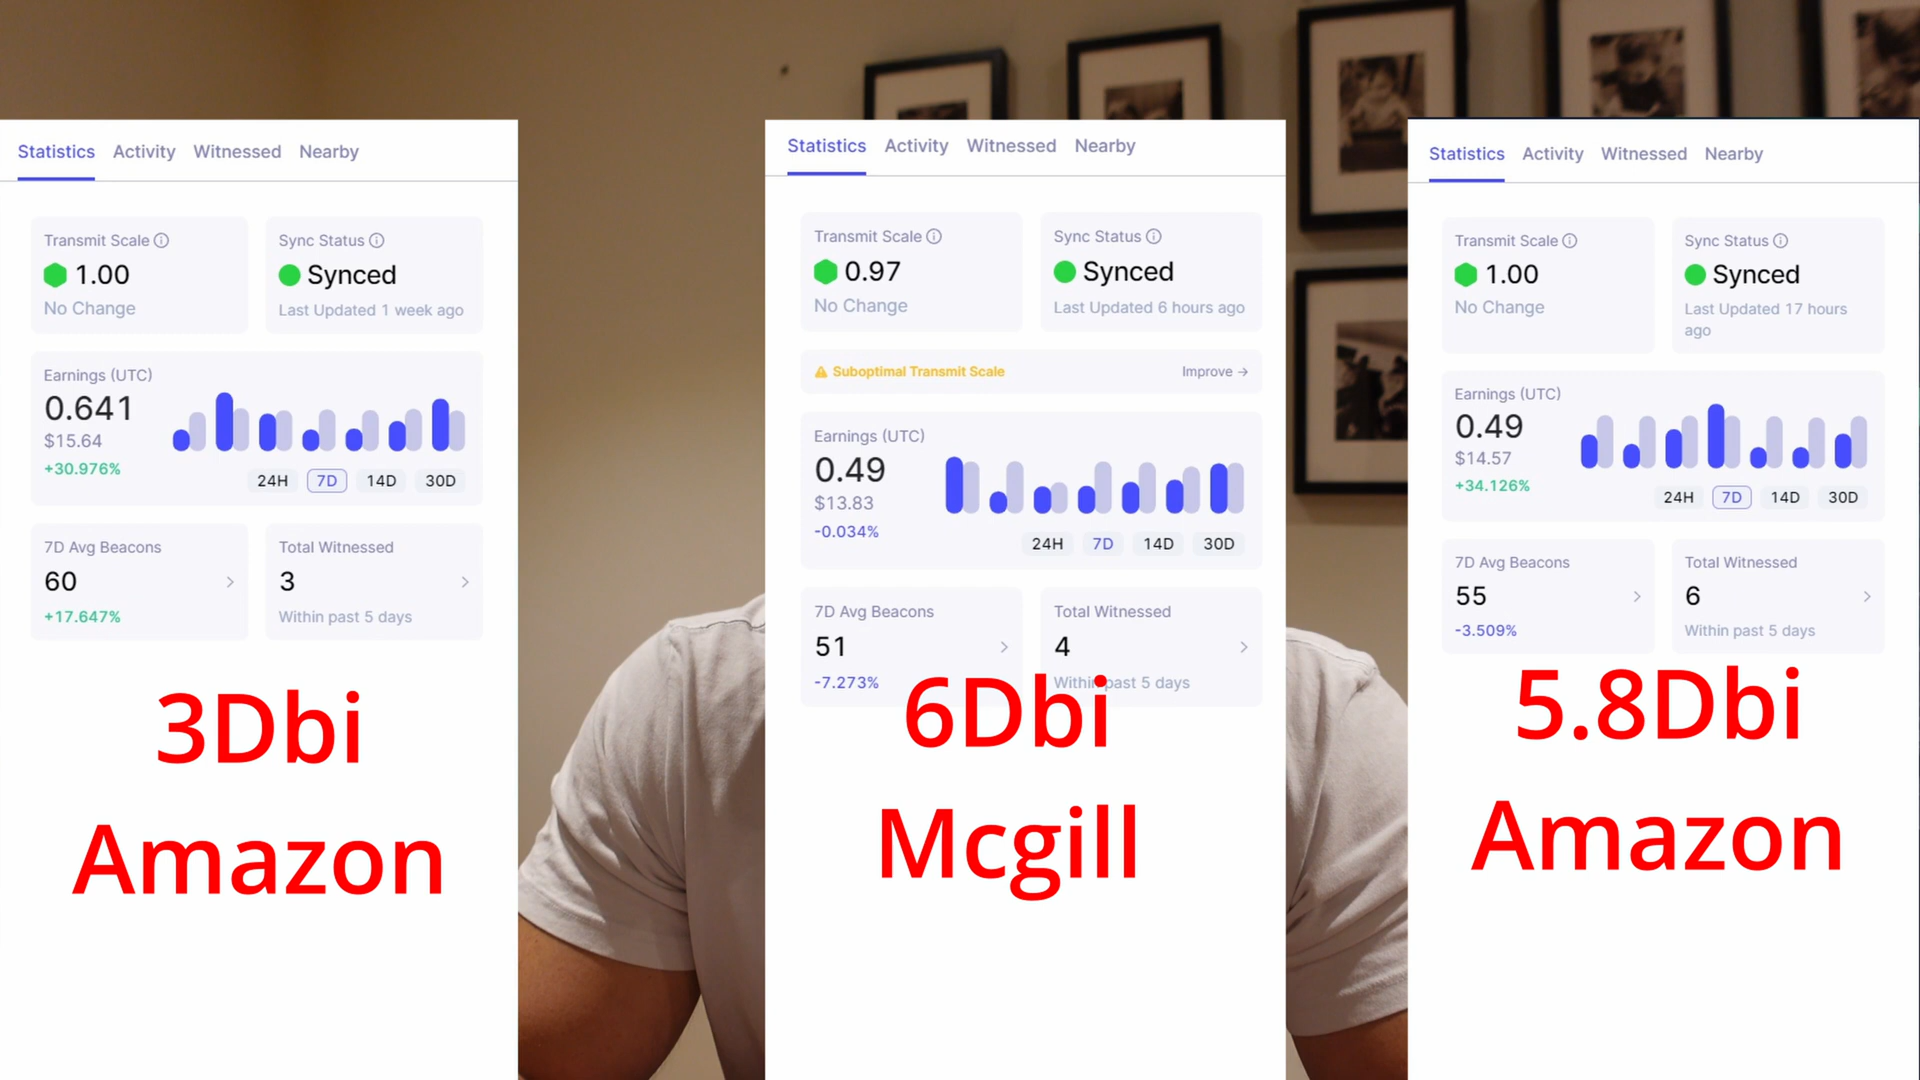 Statistics Activity Witnessed Nearby
Transmit Scale
1.00
No Change
Sync Status
Synced
Last Updated 1 week ago
Earnings (UTC)
0.641
$15.64
+30.976%
24H 7D 14D 30D
7D Avg Beacons
60
+17.647%
Total Witnessed
3
Within past 5 days
3Dbi
Amazon
Statistics Activity Witnessed Nearby
Transmit Scale
0.97
No Change
Sync Status
Synced
Last Updated 6 hours ago
Suboptimal Transmit Scale Improve →
Earnings (UTC)
0.49
$13.83
-0.034%
24H 7D 14D 30D
7D Avg Beacons
51
-7.273%
Total Witnessed
4
Within past 5 days
6Dbi
Mcgill
Statistics Activity Witnessed Nearby
Transmit Scale
1.00
No Change
Sync Status
Synced
Last Updated 17 hours
ago
Earnings (UTC)
0.49
$14.57
+34.126%
24H 7D 14D 30D
7D Avg Beacons
55
-3.509%
Total Witnessed
6
Within past 5 days
5.8Dbi
Amazon